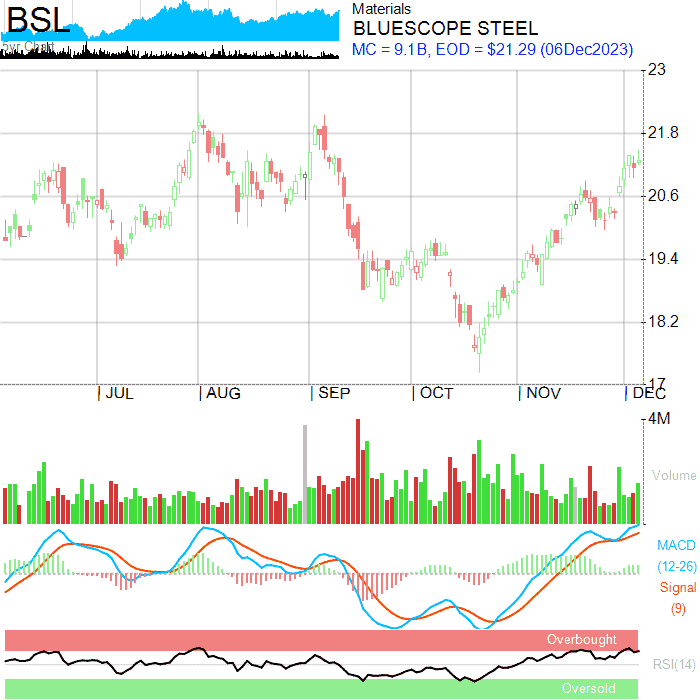 BSL
5yr Chart
Materials
BLUESCOPE STEEL
MC = 9.1B, EOD = $21.29 (06Dec2023)
23
21.8
20.6
19.4
18.2
17
JUL AUG SEP OCT NOV DEC
4M
Volume
MACD
(12-26)
Signal
(9)
Overbought
RSI(14)
Oversold